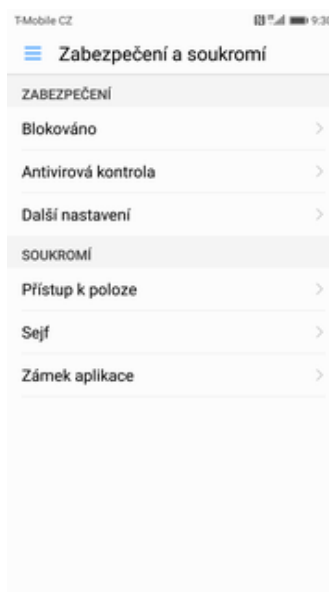 T-Mobile CZ 9:30
Zabezpečení a soukromí
ZABEZPEČENÍ
Blokováno
Antivirová kontrola
Další nastavení
SOUKROMÍ
Přístup k poloze
Sejf
Zámek aplikace